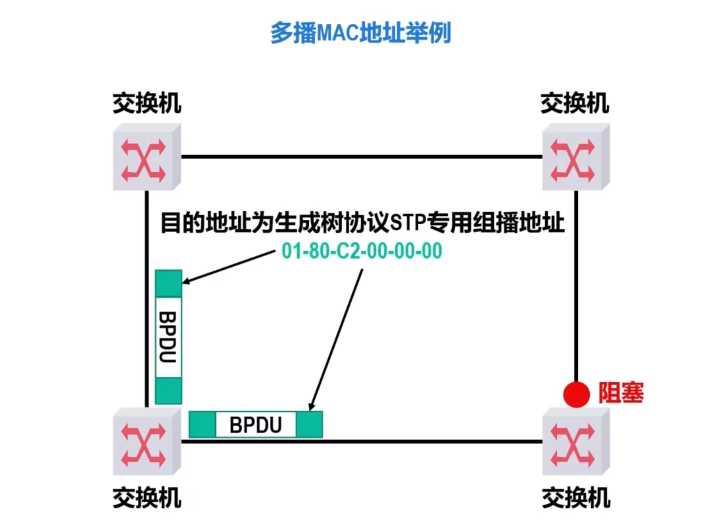 多播MAC地址举例
交换机
交换机
目的地址为生成树协议STP专用组播地址
01-80-C2-00-00-00
BPDU
阻塞
BPDU
交换机
交换机